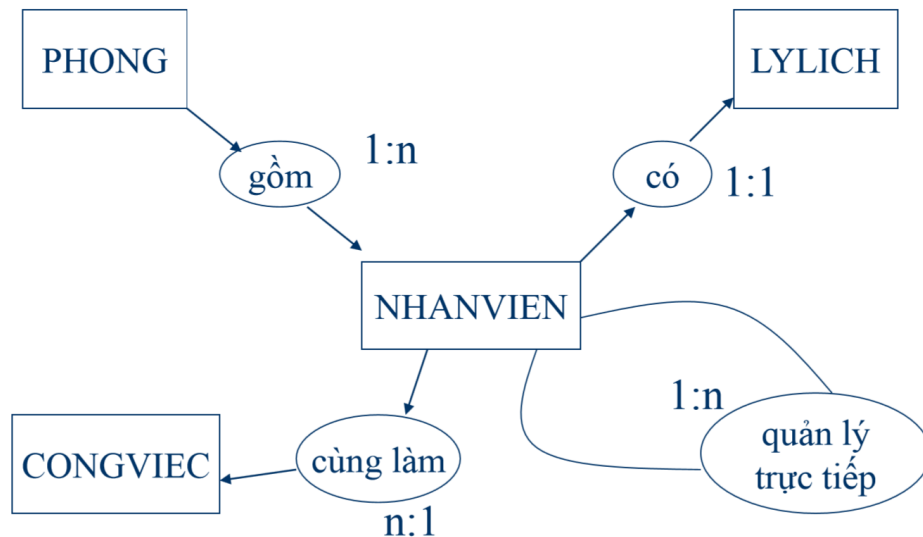 PHONG
LYLICH
gồm
1:n
có
1:1
NHANVIEN
1:n
quản lý
trực tiếp
CONGVIEC
cùng làm
n:1